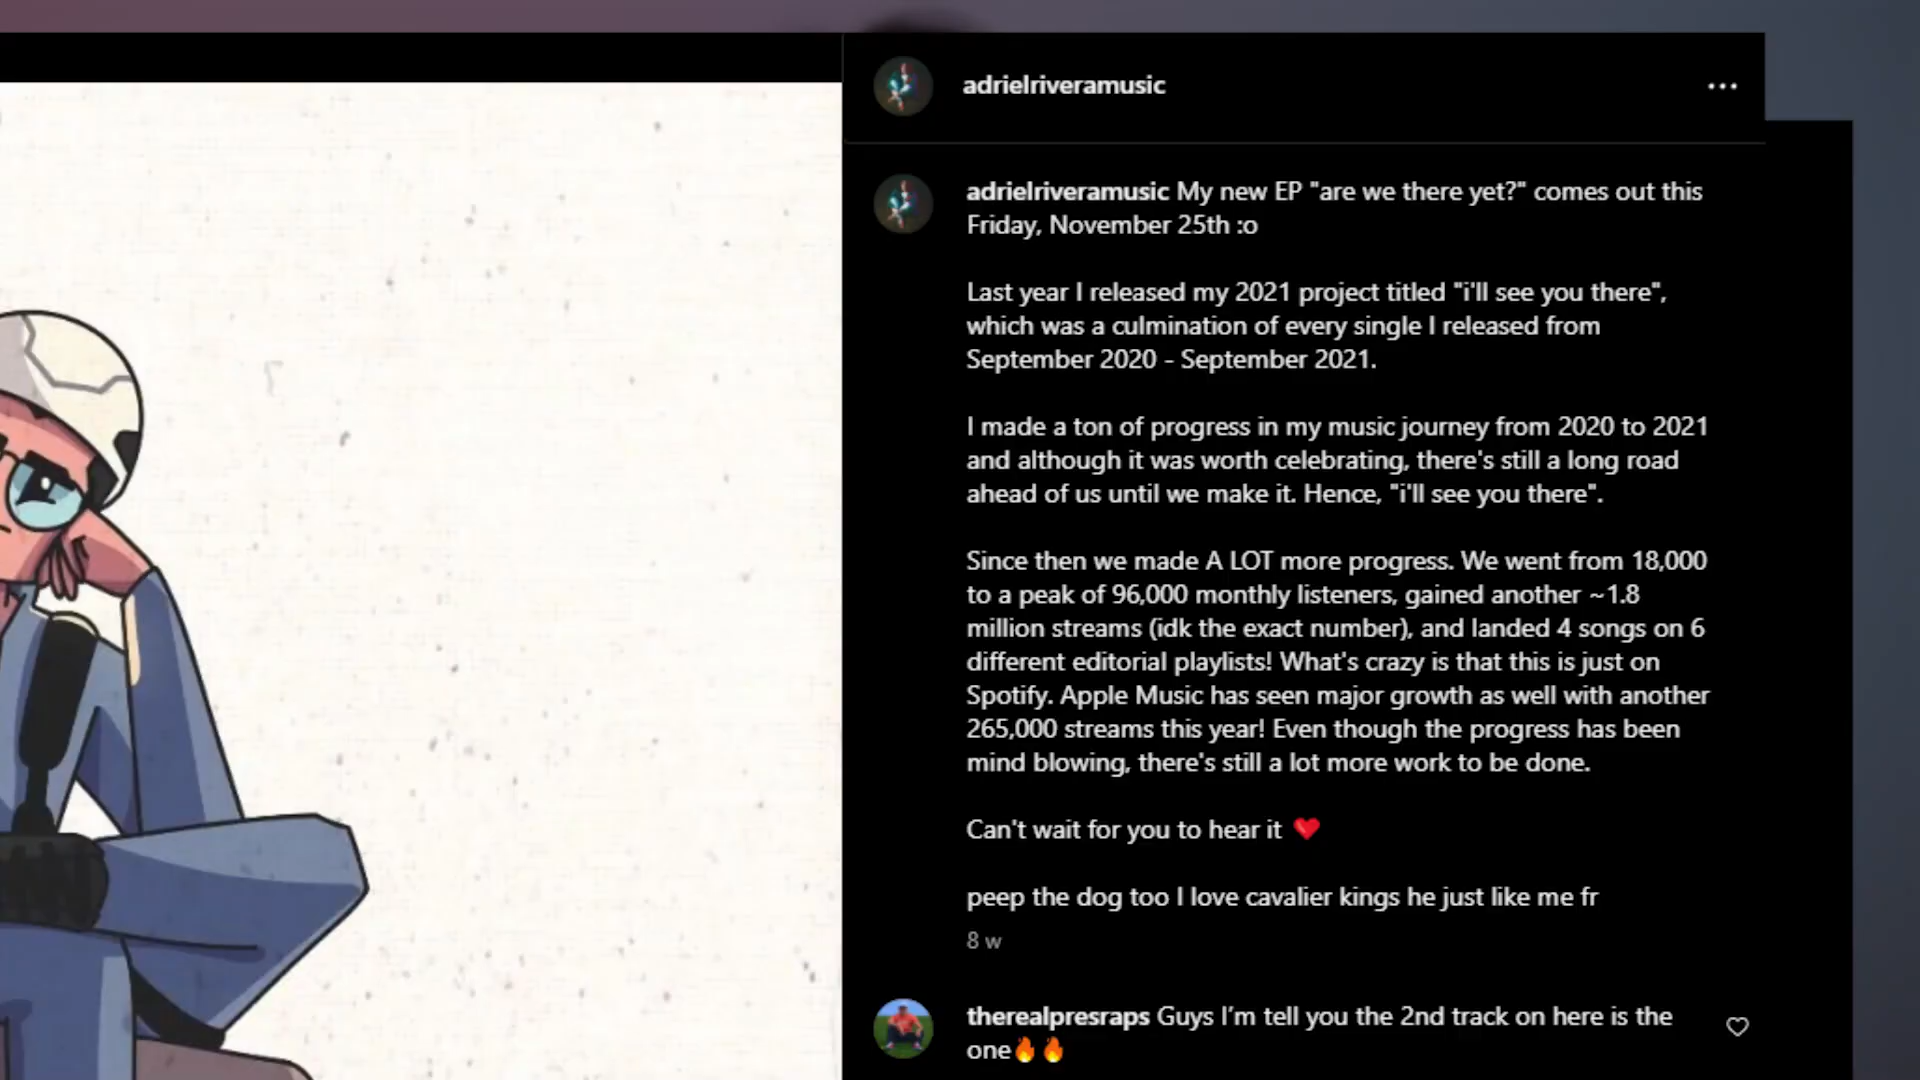 adrielriveramusic
adrielriveramusic My new EP "are we there yet?" comes out this
Friday, November 25th :o
Last year I released my 2021 project titled "i'll see you there",
which was a culmination of every single I released from
September 2020 - September 2021.
I made a ton of progress in my music journey from 2020 to 2021
and although it was worth celebrating, there's still a long road
ahead of us until we make it. Hence, "i'll see you there".
Since then we made A LOT more progress. We went from 18,000
to a peak of 96,000 monthly listeners, gained another ~1.8
million streams (idk the exact number), and landed 4 songs on 6
different editorial playlists! What's crazy is that this is just on
Spotify. Apple Music has seen major growth as well with another
265,000 streams this year! Even though the progress has been
mind blowing, there's still a lot more work to be done.
Can't wait for you to hear it ❤️
peep the dog too I love cavalier kings he just like me fr
8 w
therealpresraps Guys I’m tell you the 2nd track on here is the
one🔥🔥